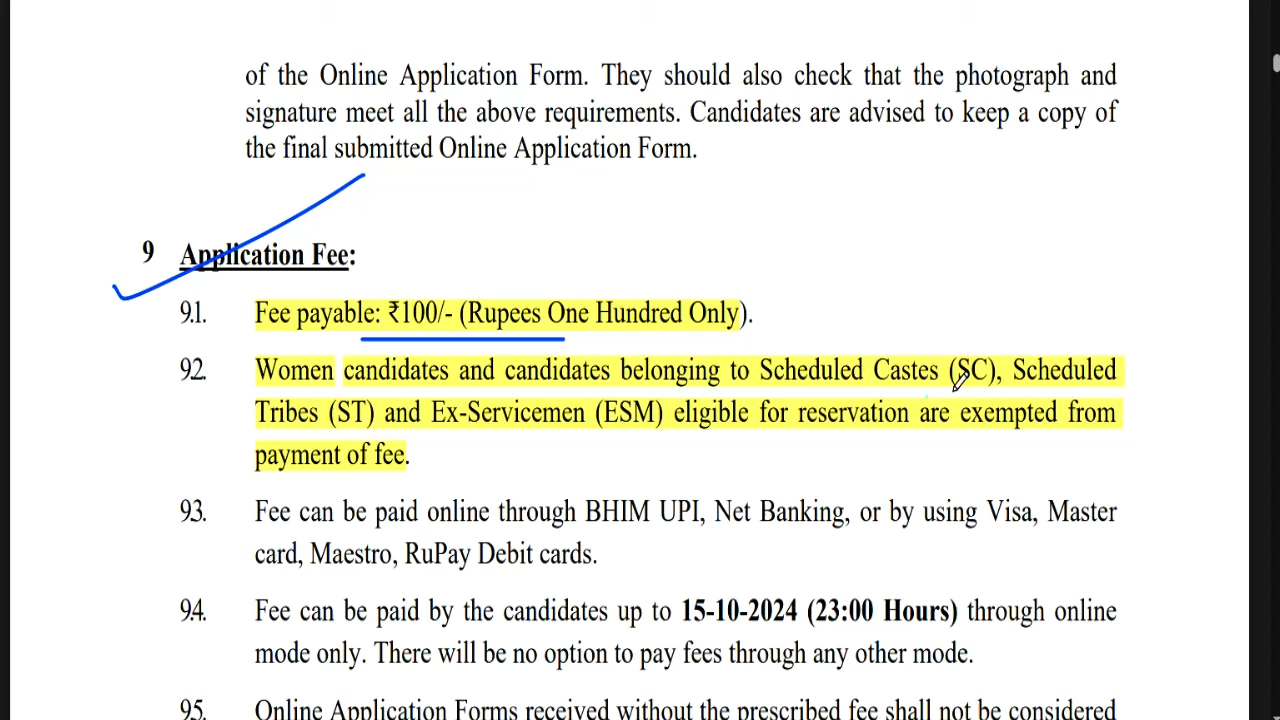 of the Online Application Form. They should also check that the photograph and
signature meet all the above requirements. Candidates are advised to keep a copy of
the final submitted Online Application Form.
9 Application Fee:
9.1. Fee payable: ₹100/- (Rupees One Hundred Only).
9.2. Women candidates and candidates belonging to Scheduled Castes (SC), Scheduled
Tribes (ST) and Ex-Servicemen (ESM) eligible for reservation are exempted from
payment of fee.
9.3. Fee can be paid online through BHIM UPI, Net Banking, or by using Visa, Master
card, Maestro, RuPay Debit cards.
9.4. Fee can be paid by the candidates up to 15-10-2024 (23:00 Hours) through online
mode only. There will be no option to pay fees through any other mode.
9.5. Online Application Forms received without the prescribed fee shall not be considered